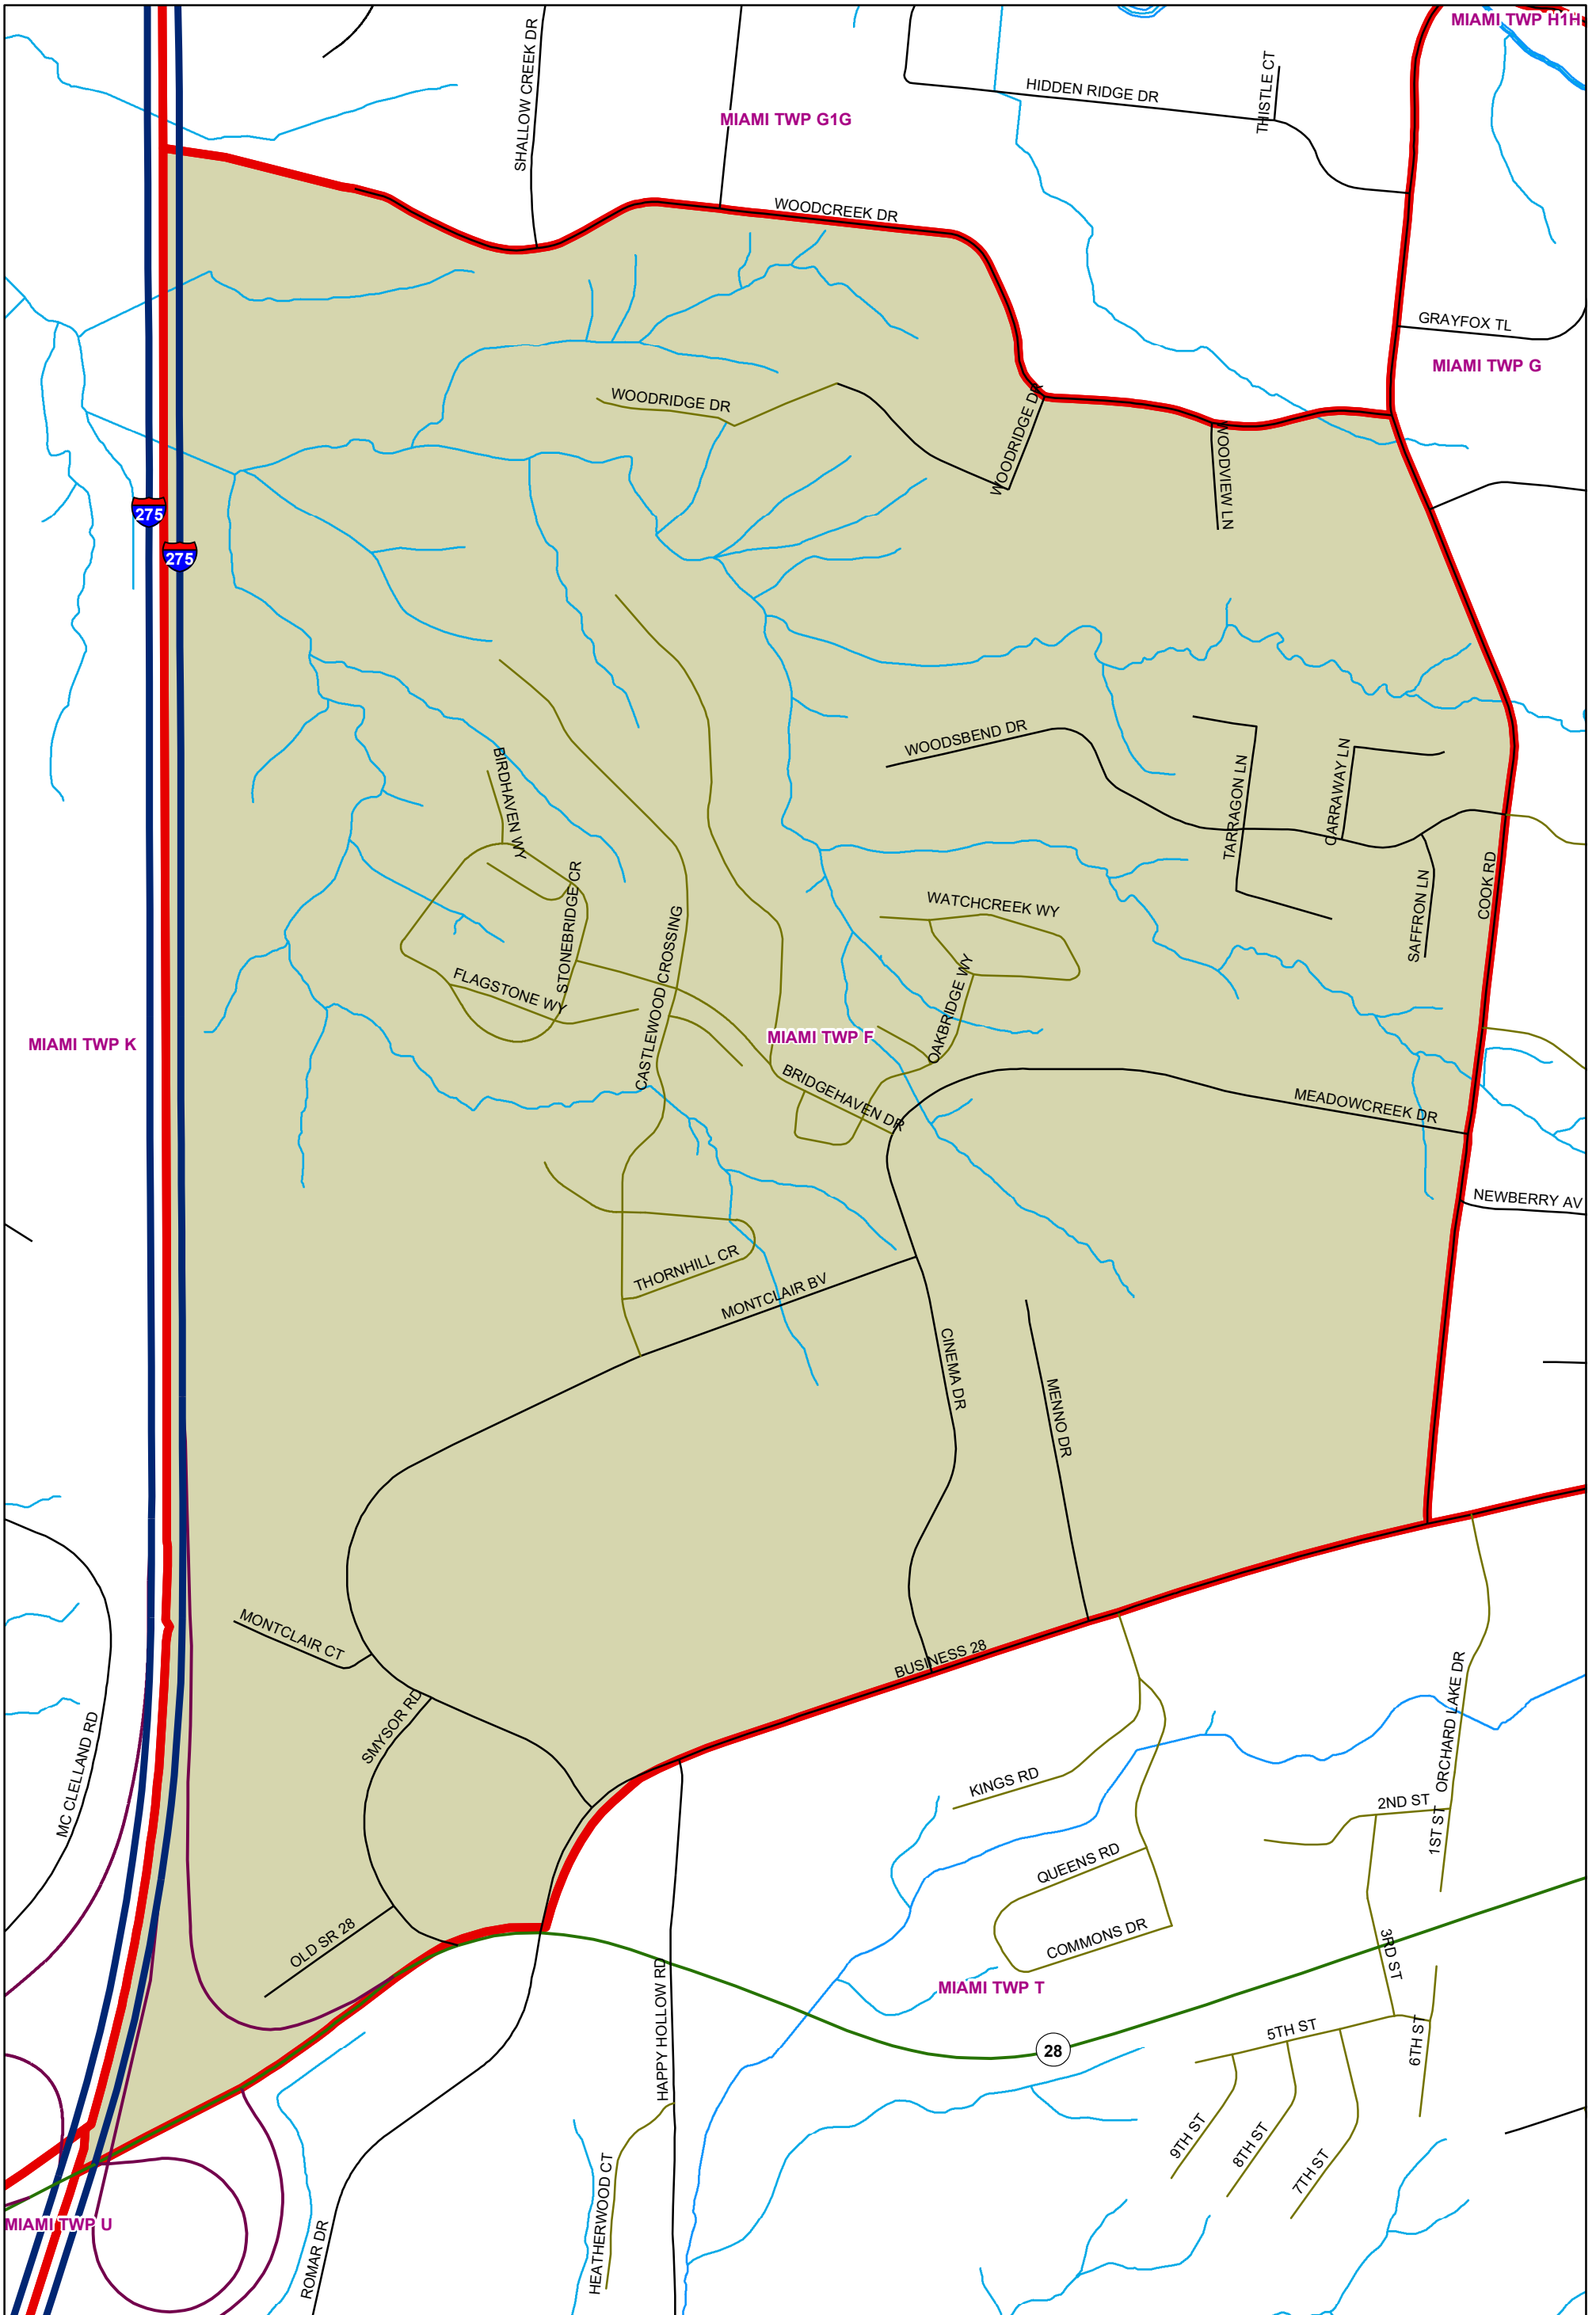 MIAMI TWP H1H
SHALLOW CREEK DR
THISTLE CT
HIDDEN RIDGE DR
MIAMI TWP G1G
WOODCREEK DR
GRAYFOX TL
MIAMI TWP G
WOODRIDGE DR
WOODRIDGE DR
WOODVIEW LN
275
275
WOODSBEND DR
BIRDHAVEN WY
TARRAGON LN
CARRAWAY LN
COOK RD
SAFFRON LN
STONEBRIDGE CR
WATCHCREEK WY
CASTLEWOOD CROSSING
FLAGSTONE WY
OAKBRIDGE WY
MIAMI TWP F
MIAMI TWP K
BRIDGEHAVEN DR
MEADOWCREEK DR
NEWBERRY AV
THORNHILL CR
MONTCLAIR BV
CINEMA DR
MENNO DR
MONTCLAIR CT
BUSINESS 28
SMYSOR RD
MC CLELLAND RD
ORCHARD LAKE DR
KINGS RD
2ND ST
1ST ST
QUEENS RD
COMMONS DR
OLD SR 28
3RD ST
MIAMI TWP T
HAPPY HOLLOW RD
28
5TH ST
6TH ST
9TH ST
8TH ST
7TH ST
HEATHERWOOD CT
MIAMI TWP U
ROMAR DR